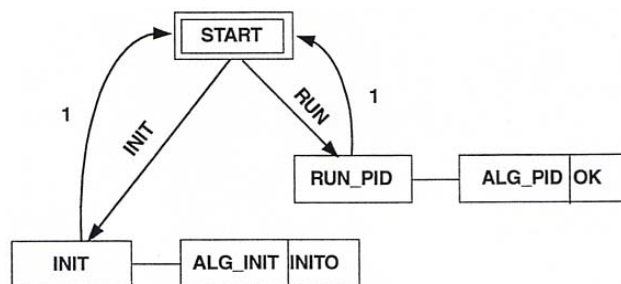 START
1
INIT
RUN
1
RUN_PID
ALG_PID OK
INIT
ALG_INIT INITO